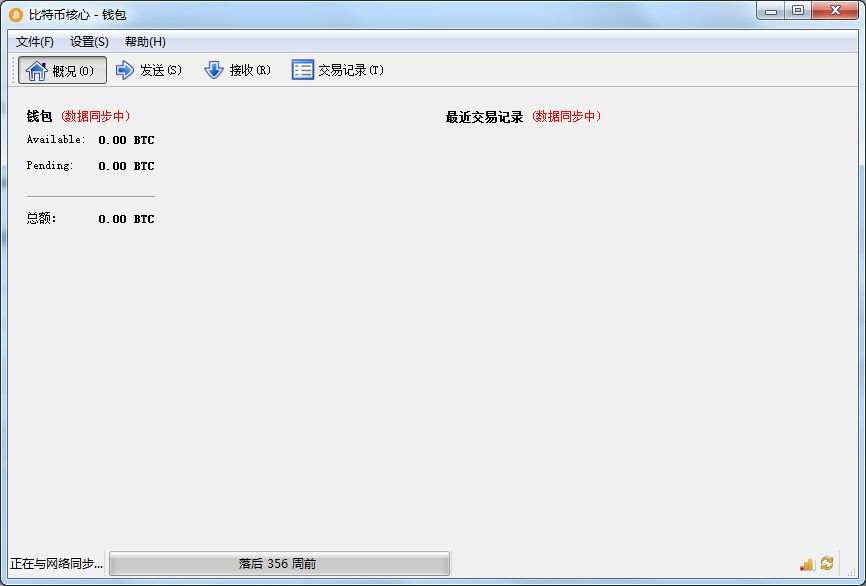 比特币核心 - 钱包
文件(F) 设置(S) 帮助(H)
概况(O) 发送(S) 接收(R) 交易记录(T)
钱包 (数据同步中)
Available: 0.00 BTC
Pending: 0.00 BTC
总额: 0.00 BTC
最近交易记录 (数据同步中)
正在与网络同步... 落后 356 周前